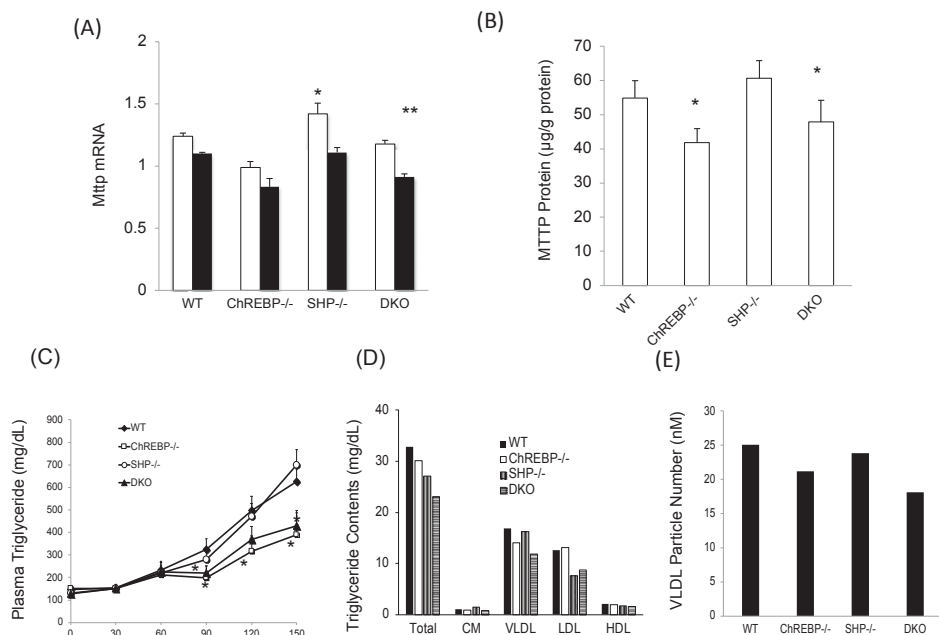 (A)
2
1.5
1
0.5
0
Mttp mRNA
*
**
WT ChREBP-/- SHP-/- DKO
(B)
70
60
50
40
30
20
10
0
MTTP Protein (µg/g protein)
*
*
WT
ChREBP-/-
SHP-/-
DKO
(C)
900
800
700
600
500
400
300
200
100
0
Plasma Triglyceride (mg/dL)
WT
ChREBP-/-
SHP-/-
DKO
*
*
*
*
*
0 30 60 90 120 150
(D)
40
30
20
10
0
Triglyceride Contents (mg/dL)
WT
ChREBP-/-
SHP-/-
DKO
Total CM VLDL LDL HDL
(E)
30
25
20
15
10
5
0
VLDL Particle Number (nM)
WT ChREBP-/- SHP-/- DKO